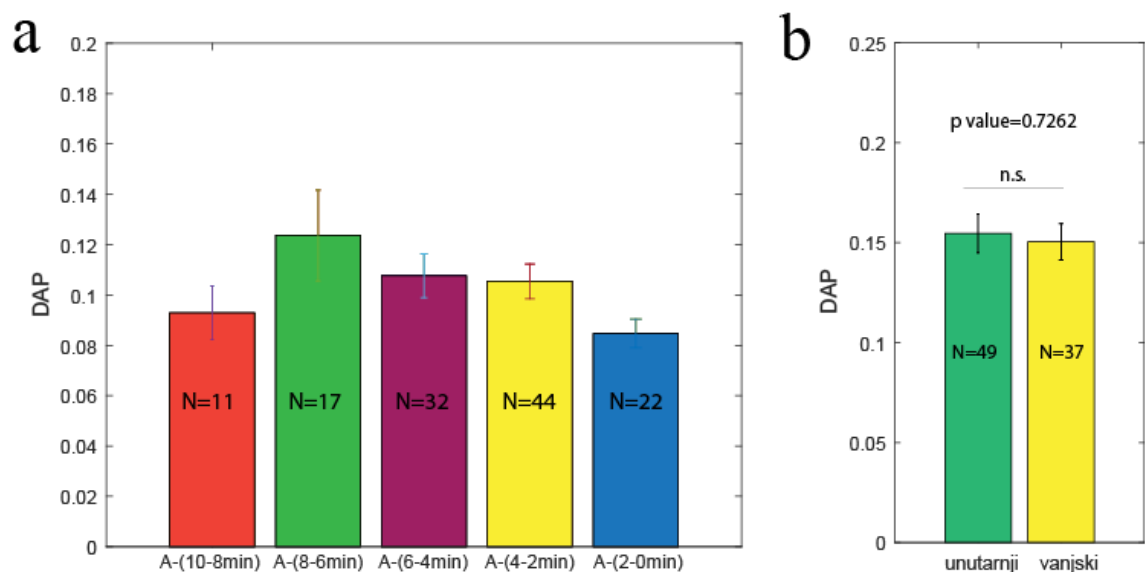 a
DAP
0.2
0.18
0.16
0.14
0.12
0.1
0.08
0.06
0.04
0.02
0
N=11
N=17
N=32
N=44
N=22
A-(10-8min)
A-(8-6min)
A-(6-4min)
A-(4-2min)
A-(2-0min)
b
DAP
0.25
0.2
0.15
0.1
0.05
0
p value=0.7262
n.s.
N=49
N=37
unutarnji
vanjski